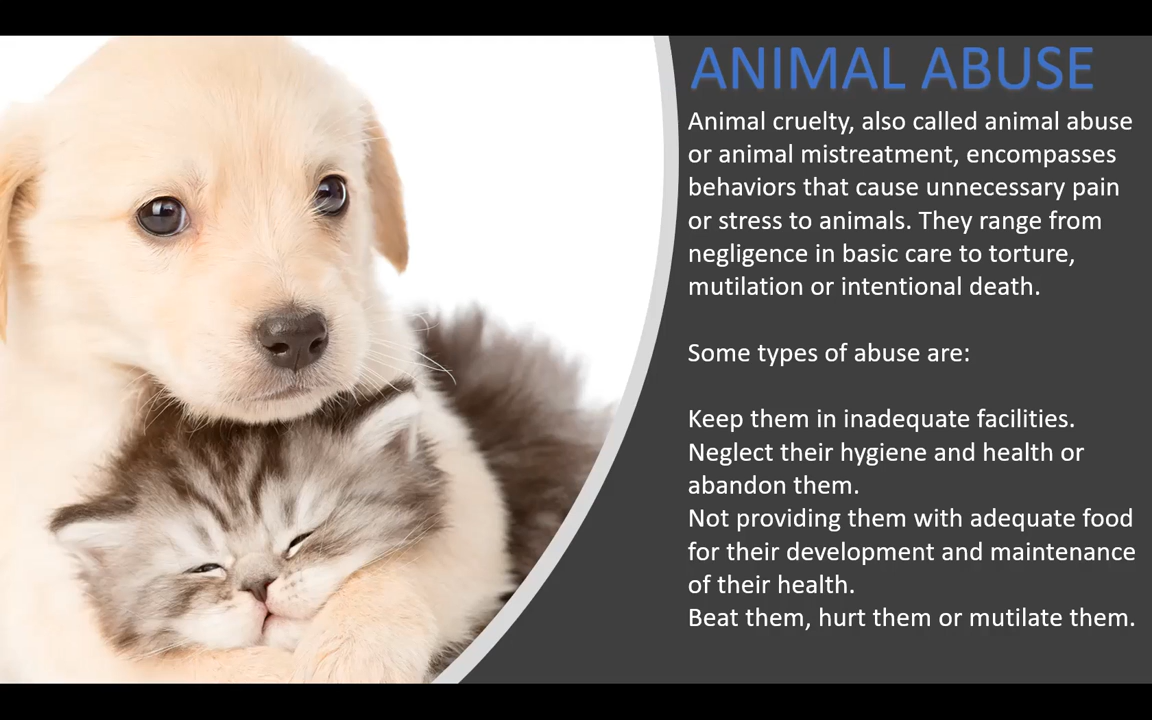 ANIMAL ABUSE
Animal cruelty, also called animal abuse
or animal mistreatment, encompasses
behaviors that cause unnecessary pain
or stress to animals. They range from
negligence in basic care to torture,
mutilation or intentional death.
Some types of abuse are:
Keep them in inadequate facilities.
Neglect their hygiene and health or
abandon them.
Not providing them with adequate food
for their development and maintenance
of their health.
Beat them, hurt them or mutilate them.